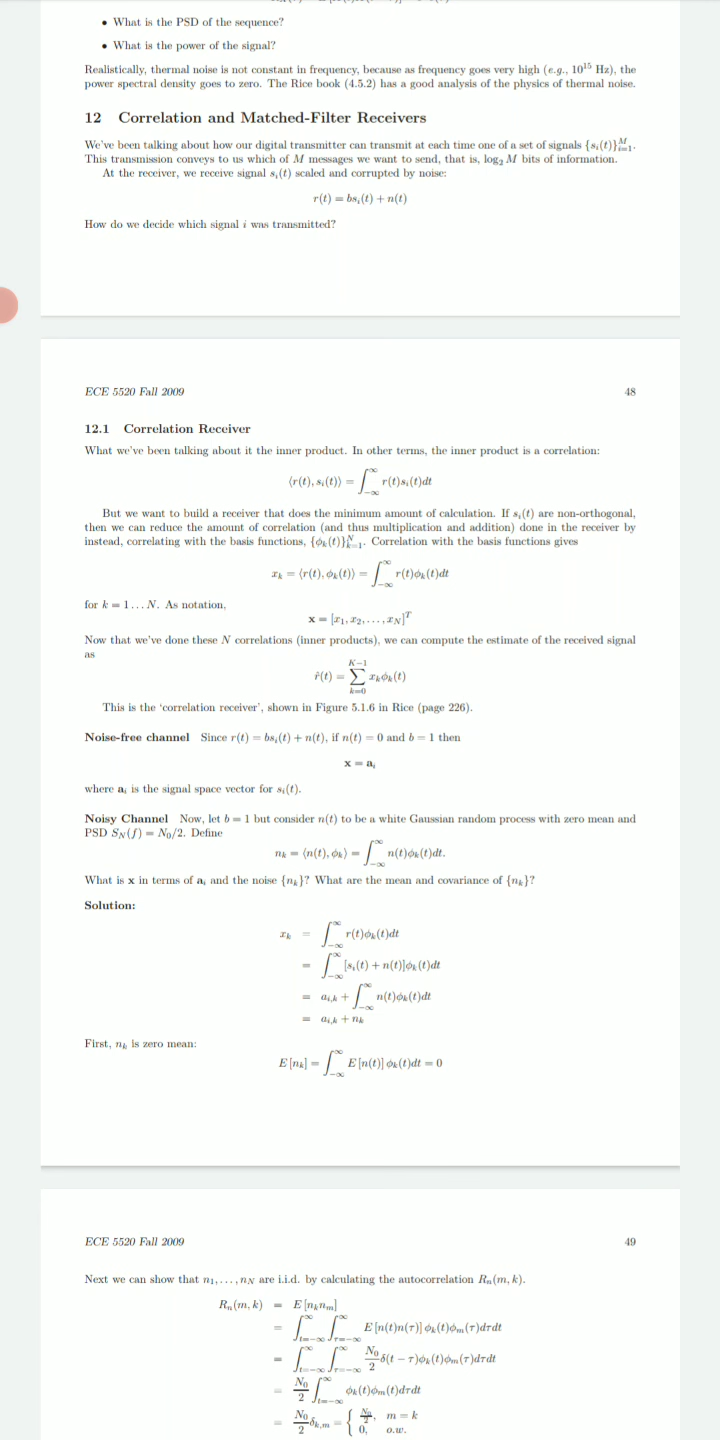 • What is the PSD of the sequence?
• What is the power of the signal?
Realistically, thermal noise is not constant in frequency, because as frequency goes very high (e.g., 10^15 Hz), the
power spectral density goes to zero. The Rice book (4.5.2) has a good analysis of the physics of thermal noise.
12 Correlation and Matched-Filter Receivers
We've been talking about how our digital transmitter can transmit at each time one of a set of signals {s_i(t)}_{i=1}^M.
This transmission conveys to us which of M messages we want to send, that is, log_2 M bits of information.
At the receiver, we receive signal s_i(t) scaled and corrupted by noise:
r(t) = bs_i(t) + n(t)
How do we decide which signal i was transmitted?
ECE 5520 Fall 2009 48
12.1 Correlation Receiver
What we've been talking about it the inner product. In other terms, the inner product is a correlation:
⟨r(t), s_i(t)⟩ = ∫_{-∞}^{∞} r(t)s_i(t)dt
But we want to build a receiver that does the minimum amount of calculation. If s_i(t) are non-orthogonal,
then we can reduce the amount of correlation (and thus multiplication and addition) done in the receiver by
instead, correlating with the basis functions, {ϕ_k(t)}_{k=1}^N. Correlation with the basis functions gives
x_k = ⟨r(t), ϕ_k(t)⟩ = ∫_{-∞}^{∞} r(t)ϕ_k(t)dt
for k = 1 . . . N. As notation,
x = [x_1, x_2, . . . , x_N]^T
Now that we've done these N correlations (inner products), we can compute the estimate of the received signal
as
r̂(t) = ∑_{k=0}^{K−1} x_kϕ_k(t)
This is the 'correlation receiver', shown in Figure 5.1.6 in Rice (page 226).
Noise-free channel Since r(t) = bs_i(t) + n(t), if n(t) = 0 and b = 1 then
x = a_i
where a_i is the signal space vector for s_i(t).
Noisy Channel Now, let b = 1 but consider n(t) to be a white Gaussian random process with zero mean and
PSD S_N(f) = N_0/2. Define
n_k = ⟨n(t), ϕ_k⟩ = ∫_{-∞}^{∞} n(t)ϕ_k(t)dt.
What is x in terms of a_i and the noise {n_k}? What are the mean and covariance of {n_k}?
Solution:
x_k = ∫_{-∞}^{∞} r(t)ϕ_k(t)dt
= ∫_{-∞}^{∞} [s_i(t) + n(t)]ϕ_k(t)dt
= a_{i,k} + ∫_{-∞}^{∞} n(t)ϕ_k(t)dt
= a_{i,k} + n_k
First, n_k is zero mean:
E [n_k] = ∫_{-∞}^{∞} E [n(t)] ϕ_k(t)dt = 0
ECE 5520 Fall 2009 49
Next we can show that n_1, . . . , n_N are i.i.d. by calculating the autocorrelation R_n(m, k).
R_n(m, k) = E [n_k n_m]
= ∫_{t=-∞}^{∞} ∫_{τ=-∞}^{∞} E [n(t)n(τ)] ϕ_k(t)ϕ_m(τ)dτdt
= ∫_{t=-∞}^{∞} ∫_{τ=-∞}^{∞} N_0/2 δ(t − τ)ϕ_k(t)ϕ_m(τ)dτdt
= N_0/2 ∫_{t=-∞}^{∞} ϕ_k(t)ϕ_m(t)dτdt
= N_0/2 δ_{k,m} = { N_0/2, m = k
0, o.w.